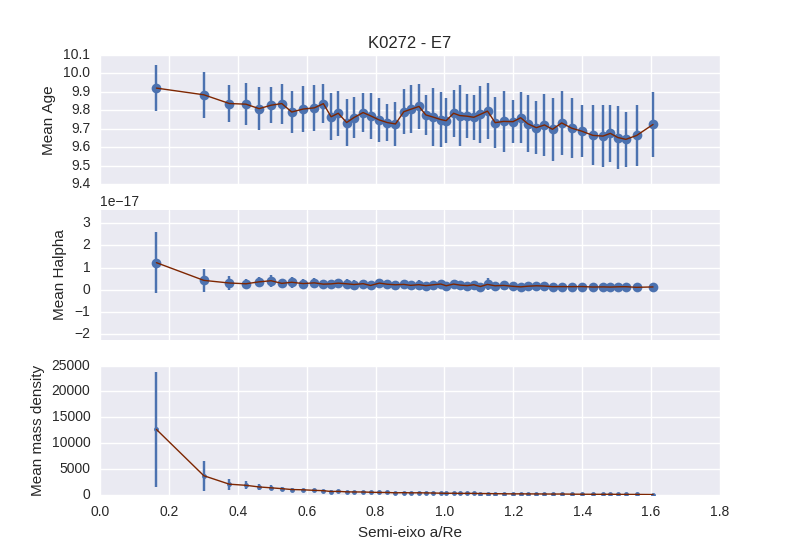 K0272 - E7
10.1
10.0
9.9
9.8
9.7
9.6
9.5
9.4
Mean Age
1e−17
3
2
1
0
−1
−2
Mean Halpha
25000
20000
15000
10000
5000
0
Mean mass density
0.0 0.2 0.4 0.6 0.8 1.0 1.2 1.4 1.6 1.8
Semi-eixo a/Re